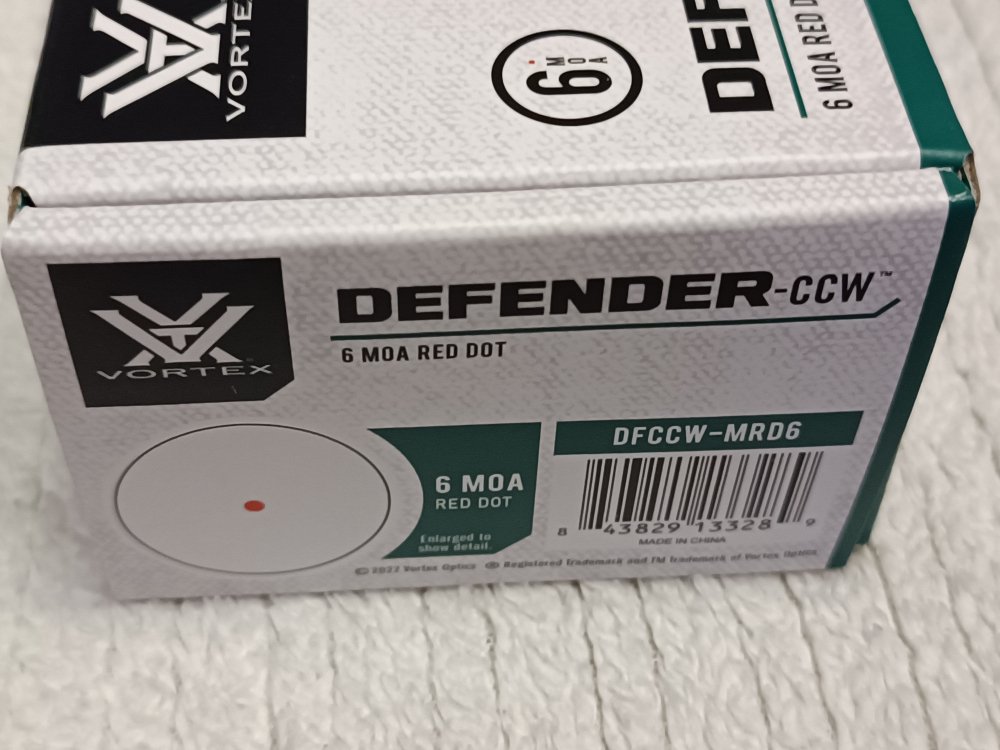 VORTEX
6 MOA
DEFEN
6 MOA RED D
VORTEX
DEFENDER-CCW™
6 MOA RED DOT
6 MOA
RED DOT
Enlarged to
show detail.
DFCCW-MRD6
8 43829 13328 9
MADE IN CHINA
© 2022 Vortex Optics ® Registered Trademark and TM Trademark of Vortex Optics